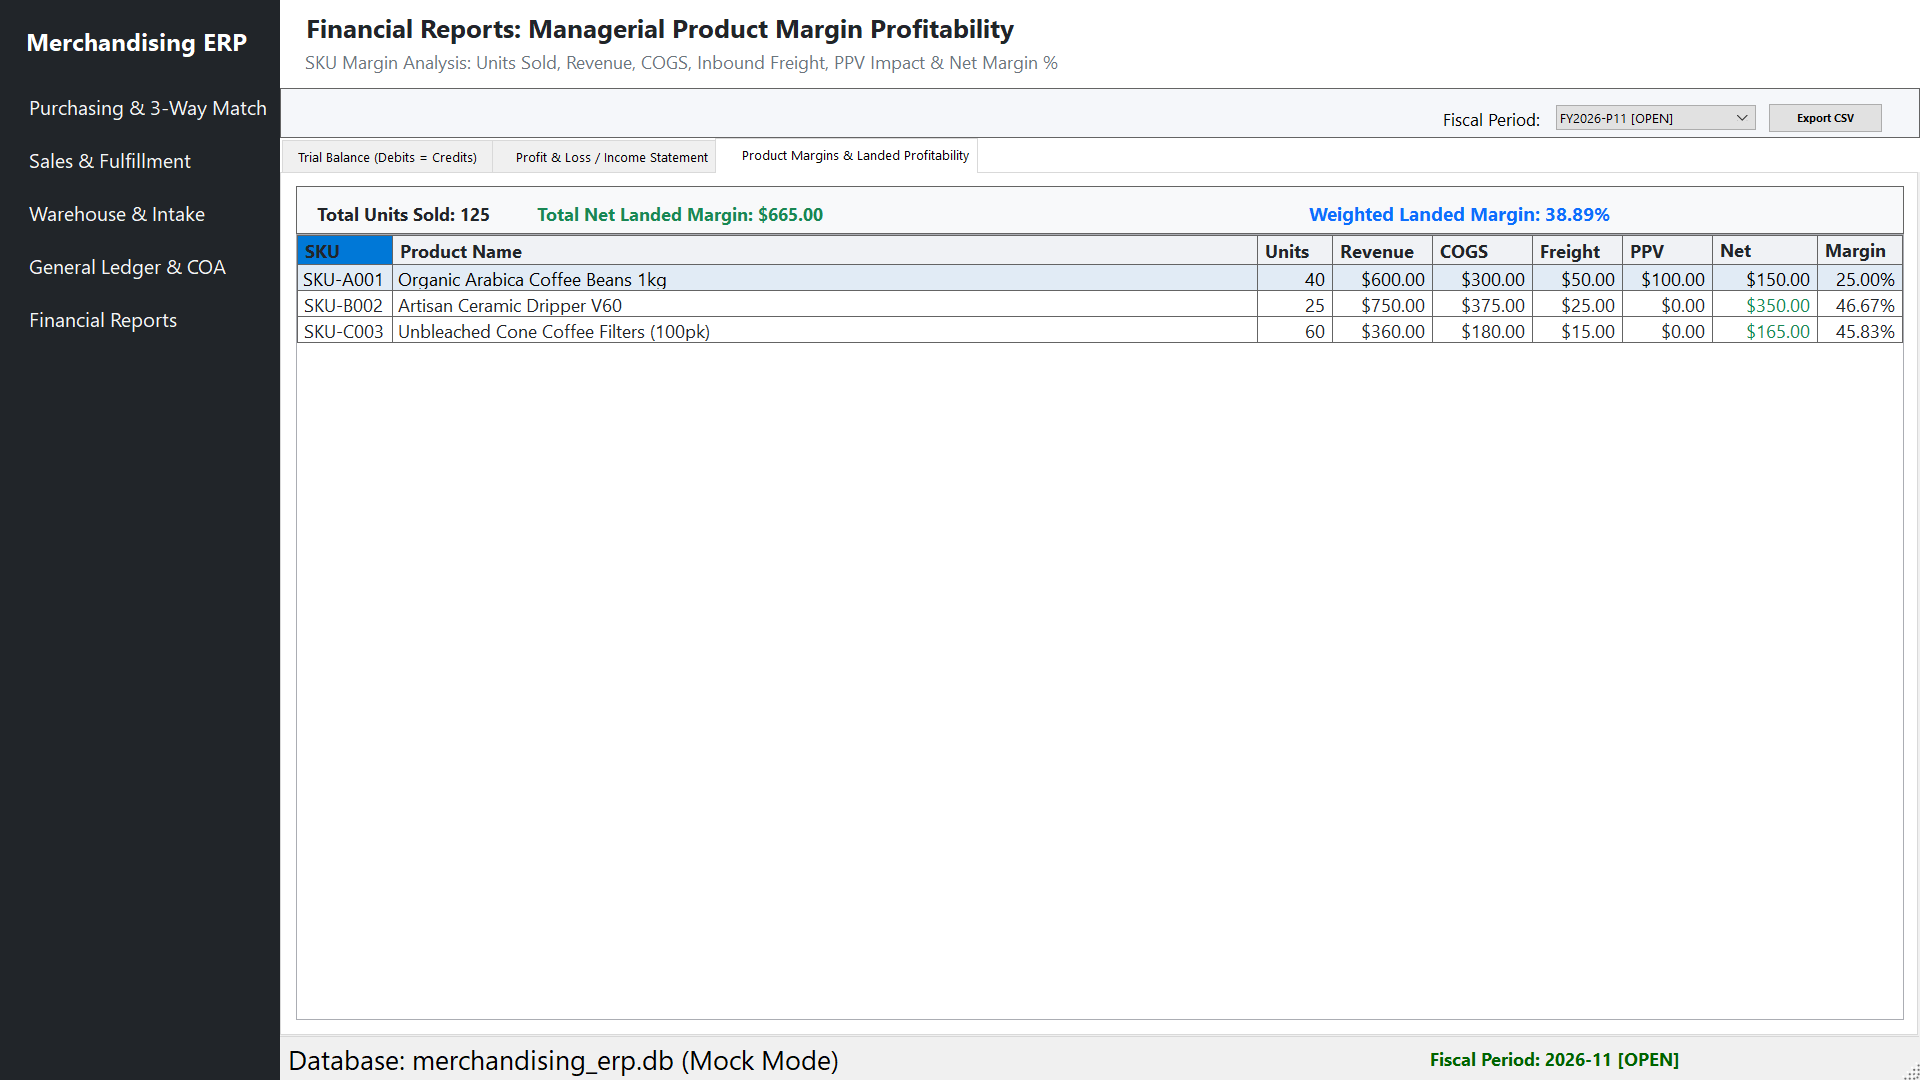 Merchandising ERP
Purchasing & 3-Way Match
Sales & Fulfillment
Warehouse & Intake
General Ledger & COA
Financial Reports
Financial Reports: Managerial Product Margin Profitability
SKU Margin Analysis: Units Sold, Revenue, COGS, Inbound Freight, PPV Impact & Net Margin %
Fiscal Period: FY2026-P11 [OPEN] Export CSV
Trial Balance (Debits = Credits) Profit & Loss / Income Statement Product Margins & Landed Profitability
Total Units Sold: 125 Total Net Landed Margin: $665.00 Weighted Landed Margin: 38.89%
SKU Product Name Units Revenue COGS Freight PPV Net Margin
SKU-A001 Organic Arabica Coffee Beans 1kg 40 $600.00 $300.00 $50.00 $100.00 $150.00 25.00%
SKU-B002 Artisan Ceramic Dripper V60 25 $750.00 $375.00 $25.00 $0.00 $350.00 46.67%
SKU-C003 Unbleached Cone Coffee Filters (100pk) 60 $360.00 $180.00 $15.00 $0.00 $165.00 45.83%
Database: merchandising_erp.db (Mock Mode) Fiscal Period: 2026-11 [OPEN]